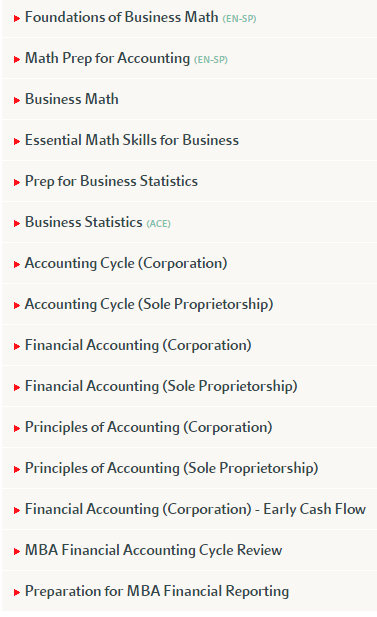 Foundations of Business Math (EN-SP)
Math Prep for Accounting (EN-SP)
Business Math
Essential Math Skills for Business
Prep for Business Statistics
Business Statistics (ACE)
Accounting Cycle (Corporation)
Accounting Cycle (Sole Proprietorship)
Financial Accounting (Corporation)
Financial Accounting (Sole Proprietorship)
Principles of Accounting (Corporation)
Principles of Accounting (Sole Proprietorship)
Financial Accounting (Corporation) - Early Cash Flow
MBA Financial Accounting Cycle Review
Preparation for MBA Financial Reporting